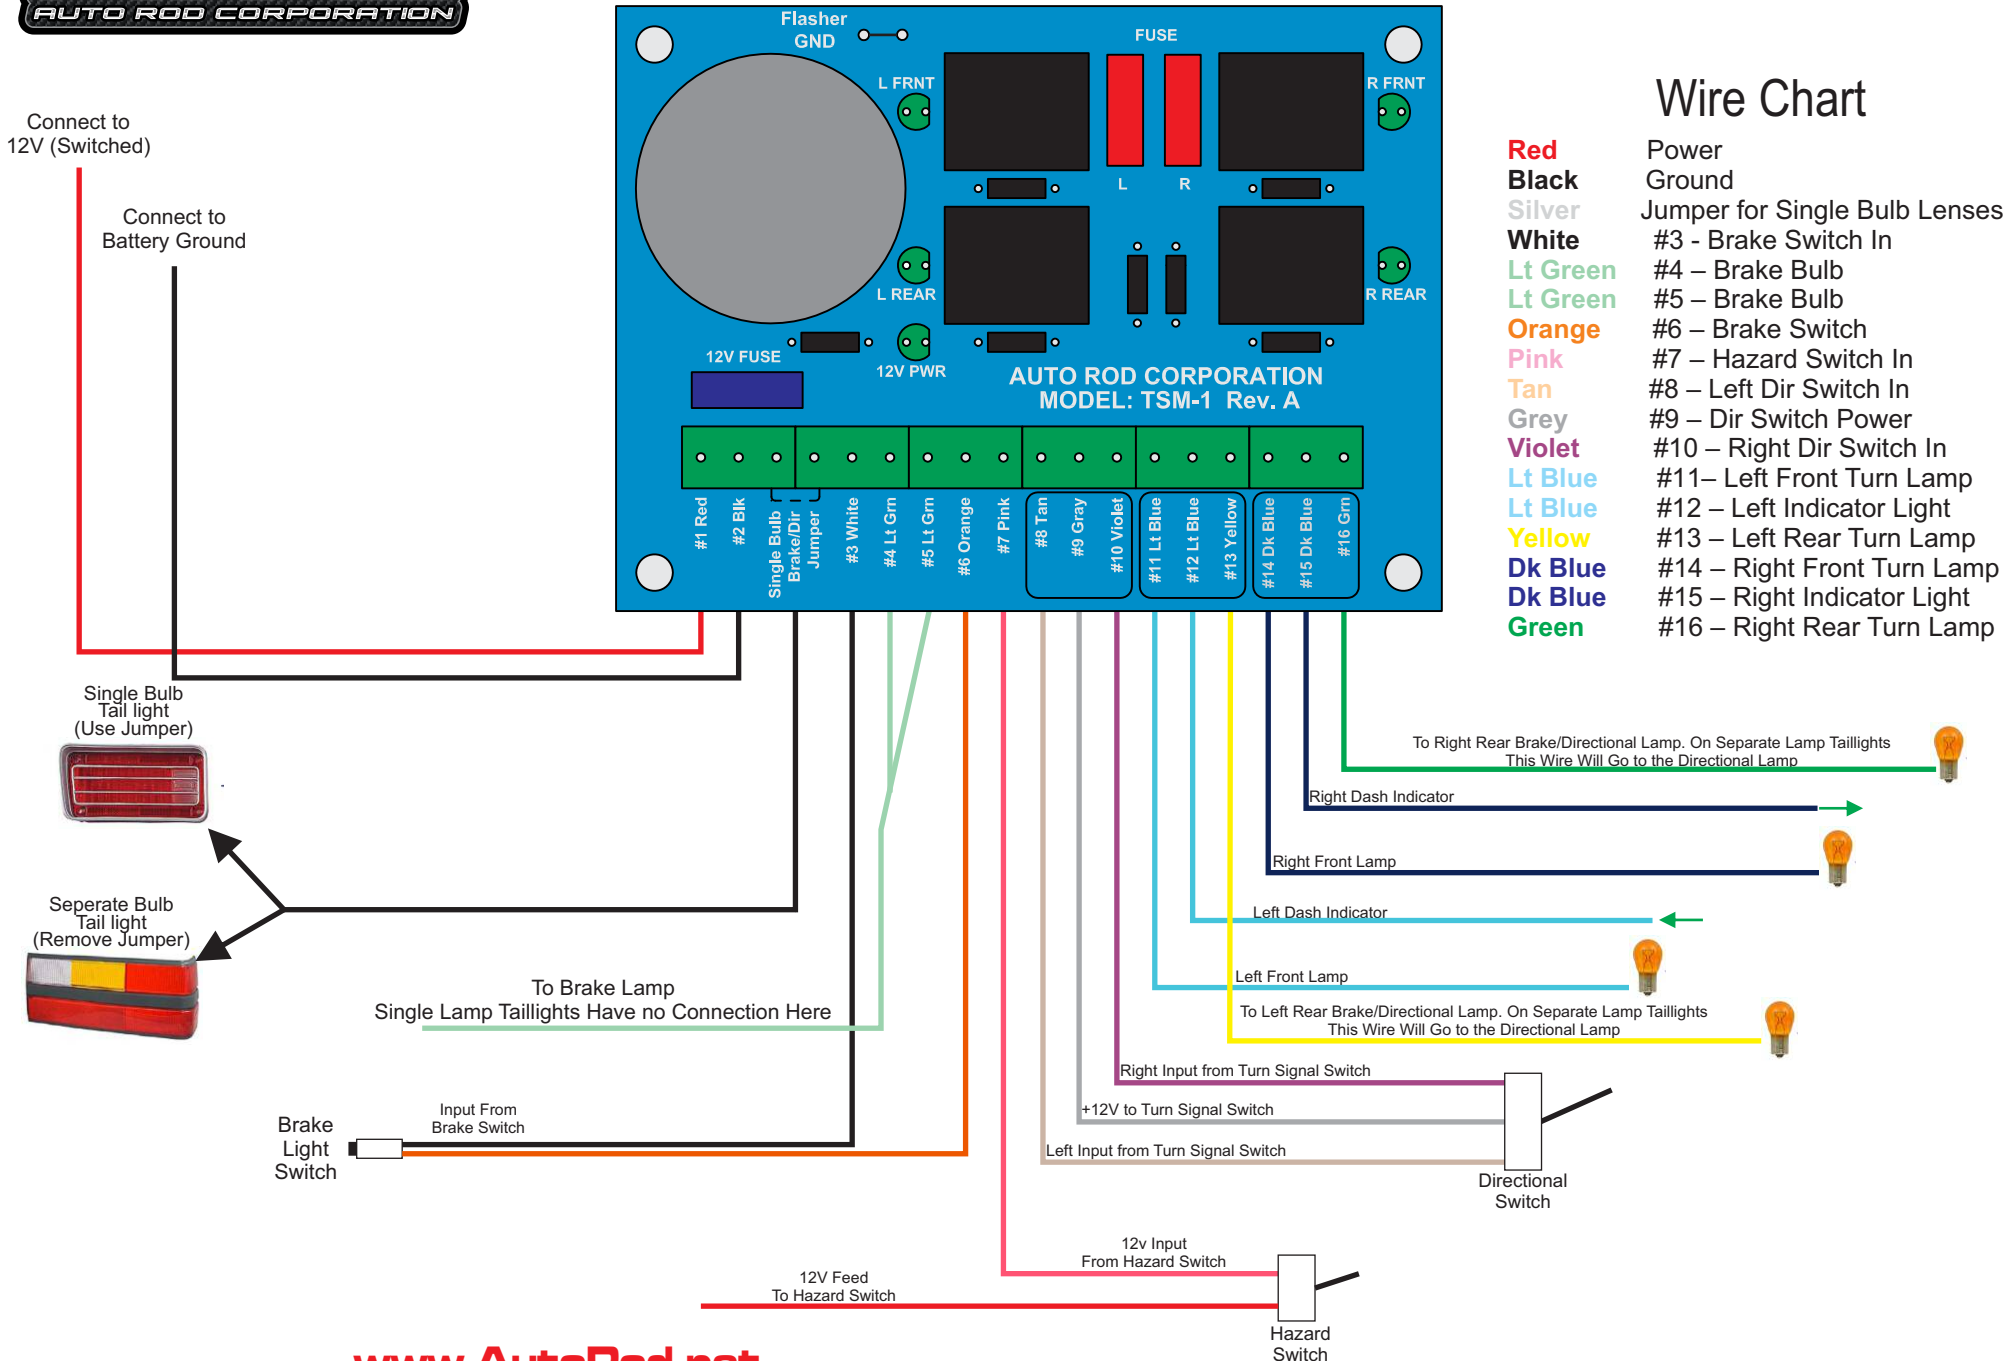 AUTO ROD CORPORATION
Connect to
12V (Switched)
Connect to
Battery Ground
Flasher
GND
FUSE
L FRNT
R FRNT
L
R
L REAR
R REAR
12V FUSE
12V PWR
AUTO ROD CORPORATION
MODEL: TSM-1 Rev. A
#1 Red
#2 Blk
Single Bulb
Brake/Dir
Jumper
#3 White
#4 Lt Grn
#5 Lt Grn
#6 Orange
#7 Pink
#8 Tan
#9 Gray
#10 Violet
#11 Lt Blue
#12 Lt Blue
#13 Yellow
#14 Dk Blue
#15 Dk Blue
#16 Grn
Wire Chart
Red Power
Black Ground
Silver Jumper for Single Bulb Lenses
White #3 - Brake Switch In
Lt Green #4 – Brake Bulb
Lt Green #5 – Brake Bulb
Orange #6 – Brake Switch
Pink #7 – Hazard Switch In
Tan #8 – Left Dir Switch In
Grey #9 – Dir Switch Power
Violet #10 – Right Dir Switch In
Lt Blue #11– Left Front Turn Lamp
Lt Blue #12 – Left Indicator Light
Yellow #13 – Left Rear Turn Lamp
Dk Blue #14 – Right Front Turn Lamp
Dk Blue #15 – Right Indicator Light
Green #16 – Right Rear Turn Lamp
Single Bulb
Tail light
(Use Jumper)
Seperate Bulb
Tail light
(Remove Jumper)
To Brake Lamp
Single Lamp Taillights Have no Connection Here
To Right Rear Brake/Directional Lamp. On Separate Lamp Taillights
This Wire Will Go to the Directional Lamp
Right Dash Indicator
Right Front Lamp
Left Dash Indicator
Left Front Lamp
To Left Rear Brake/Directional Lamp. On Separate Lamp Taillights
This Wire Will Go to the Directional Lamp
Right Input from Turn Signal Switch
+12V to Turn Signal Switch
Left Input from Turn Signal Switch
Directional
Switch
Brake
Light
Switch
Input From
Brake Switch
12v Input
From Hazard Switch
12V Feed
To Hazard Switch
Hazard
Switch
www.AutoRod.net